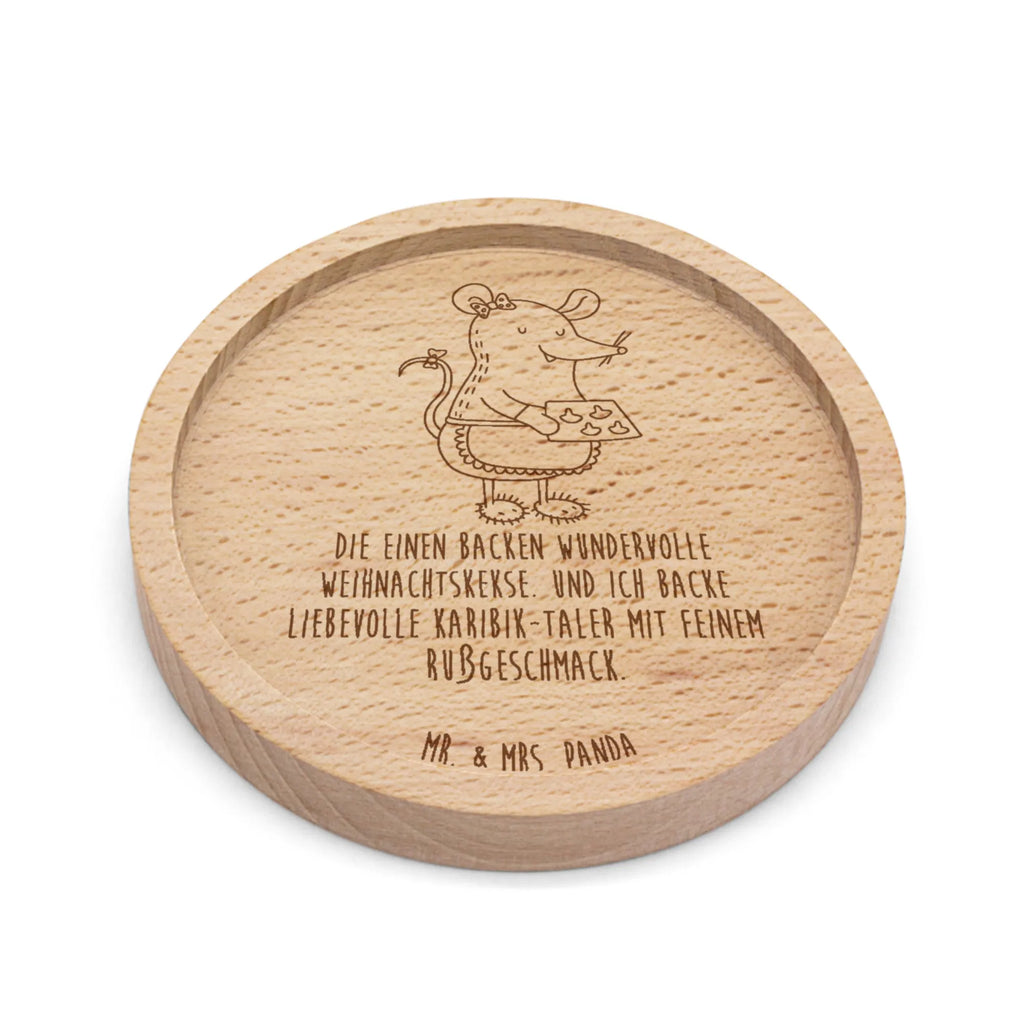 DIE EINEN BACKEN WUNDERVOLLE
WEIHNACHTSKEKSE. UND ICH BACKE
LIEBEVOLLE KARIBIK-TALER MIT FEINEM
RUßGESCHMACK.
MR. & MRS PANDA